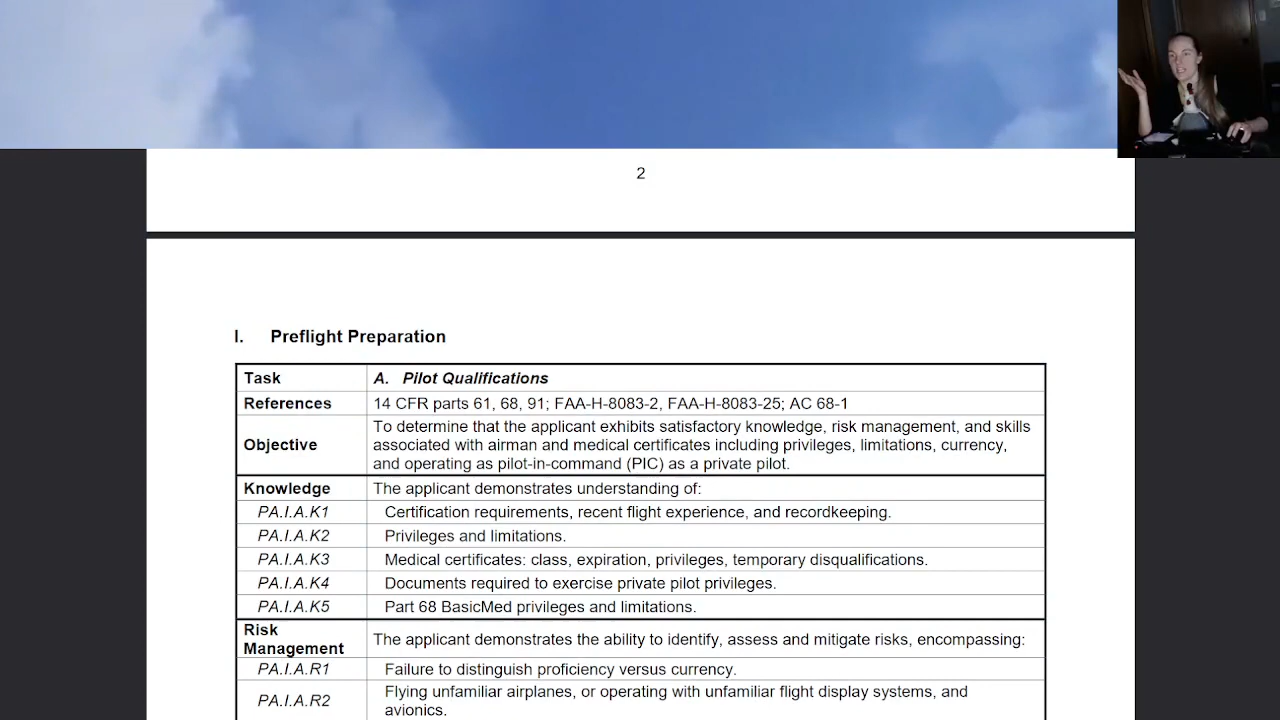 2
I. Preflight Preparation
Task A. Pilot Qualifications
References 14 CFR parts 61, 68, 91; FAA-H-8083-2, FAA-H-8083-25; AC 68-1
Objective To determine that the applicant exhibits satisfactory knowledge, risk management, and skills
associated with airman and medical certificates including privileges, limitations, currency,
and operating as pilot-in-command (PIC) as a private pilot.
Knowledge The applicant demonstrates understanding of:
PA.I.A.K1 Certification requirements, recent flight experience, and recordkeeping.
PA.I.A.K2 Privileges and limitations.
PA.I.A.K3 Medical certificates: class, expiration, privileges, temporary disqualifications.
PA.I.A.K4 Documents required to exercise private pilot privileges.
PA.I.A.K5 Part 68 BasicMed privileges and limitations.
Risk
Management The applicant demonstrates the ability to identify, assess and mitigate risks, encompassing:
PA.I.A.R1 Failure to distinguish proficiency versus currency.
PA.I.A.R2 Flying unfamiliar airplanes, or operating with unfamiliar flight display systems, and
avionics.